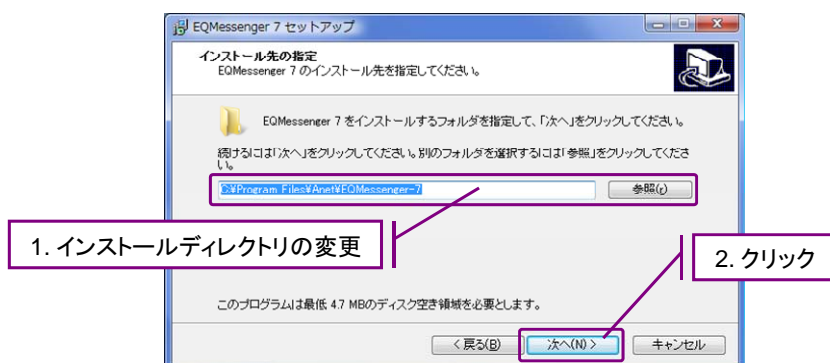 EQMessenger 7 セットアップ
インストール先の指定
EQMessenger 7 のインストール先を指定してください。
EQMessenger 7 をインストールするフォルダを指定して、「次へ」をクリックしてください。
続けるには「次へ」をクリックしてください。別のフォルダを選択するには「参照」をクリックしてくださ
い。
C:¥Program Files¥Anet¥EQMessenger-7
参照(r)
1. インストールディレクトリの変更
2. クリック
このプログラムは最低 4.7 MBのディスク空き領域を必要とします。
< 戻る(B)
次へ(N) >
キャンセル